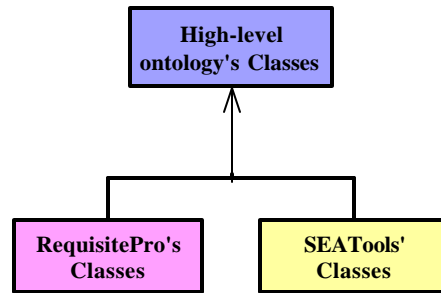 High-level
ontology's Classes
RequisitePro's
Classes
SEATools'
Classes